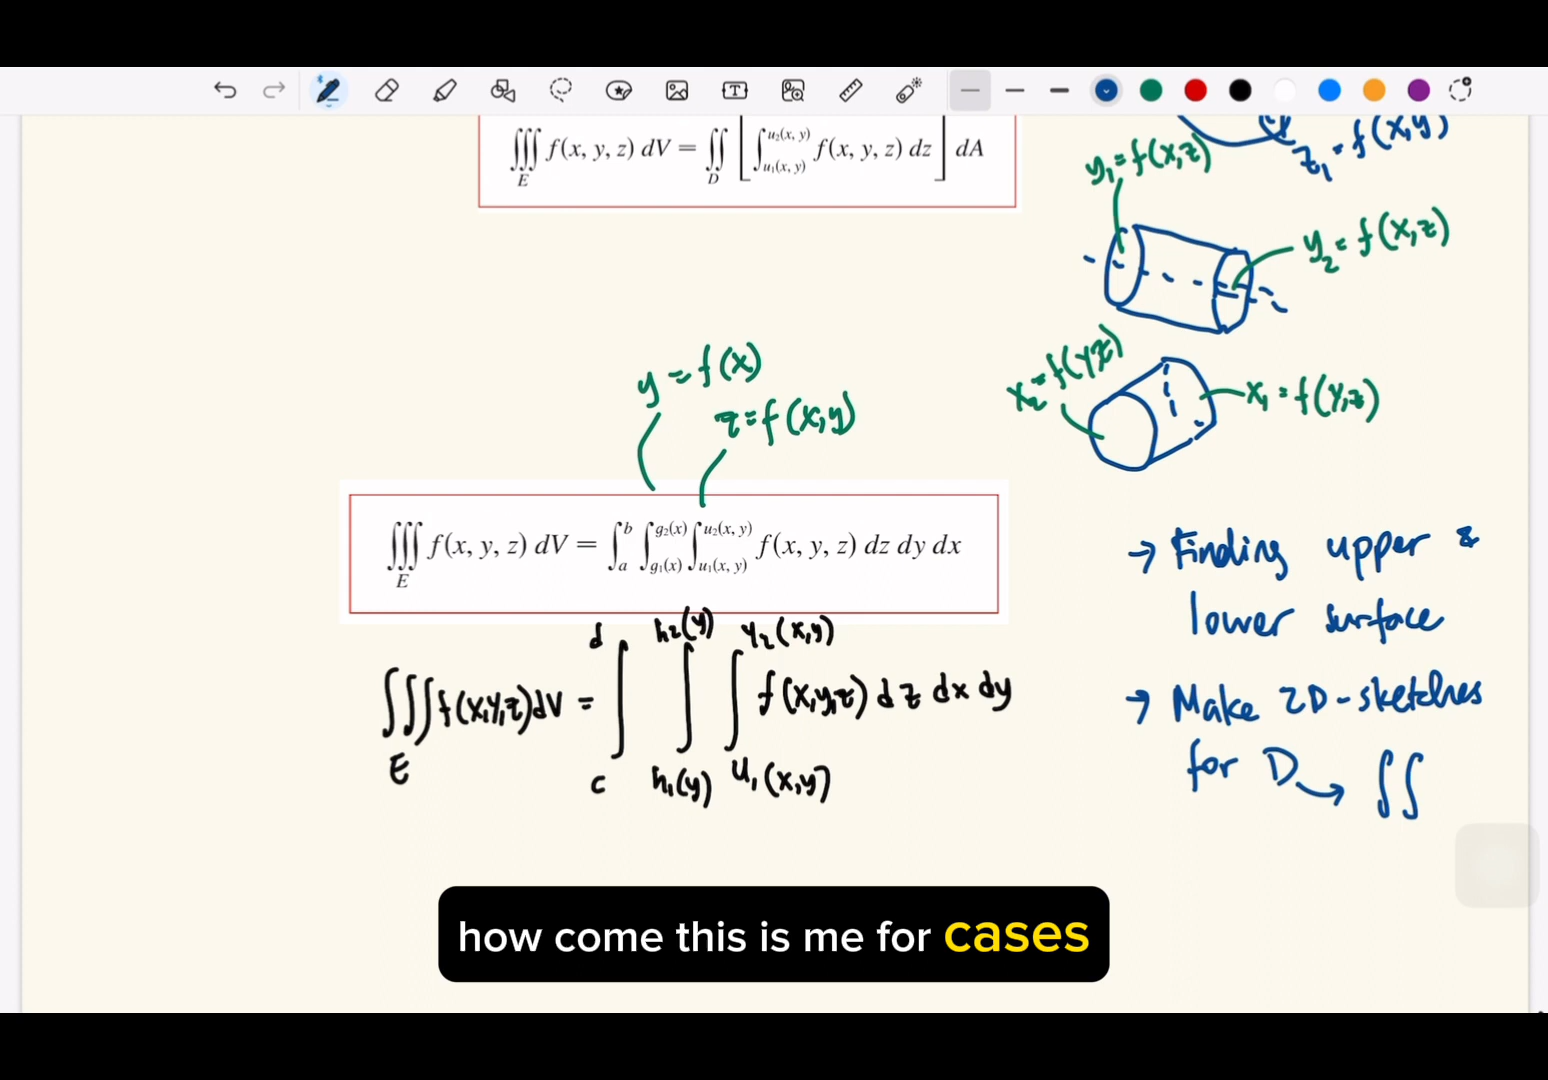 ∭_E f(x, y, z) dV = ∬_D [∫_{u₁(x, y)}^{u₂(x, y)} f(x, y, z) dz] dA
z₁ = f(x,y)
y₁ = f(x,z)
y₂ = f(x,z)
y = f(x)
z = f(x,y)
x₂ = f(y,z)
x₁ = f(y,z)
∭_E f(x, y, z) dV = ∫_a^b ∫_{g₁(x)}^{g₂(x)} ∫_{u₁(x, y)}^{u₂(x, y)} f(x, y, z) dz dy dx
∭_E f(x,y,z)dV = ∫_c^d ∫_{h₁(y)}^{h₂(y)} ∫_{u₁(x,y)}^{y₂(x,y)} f(x,y,z) dz dx dy
→ Finding upper &
lower surface
→ Make 2D-sketches
for D → ∬
how come this is me for cases